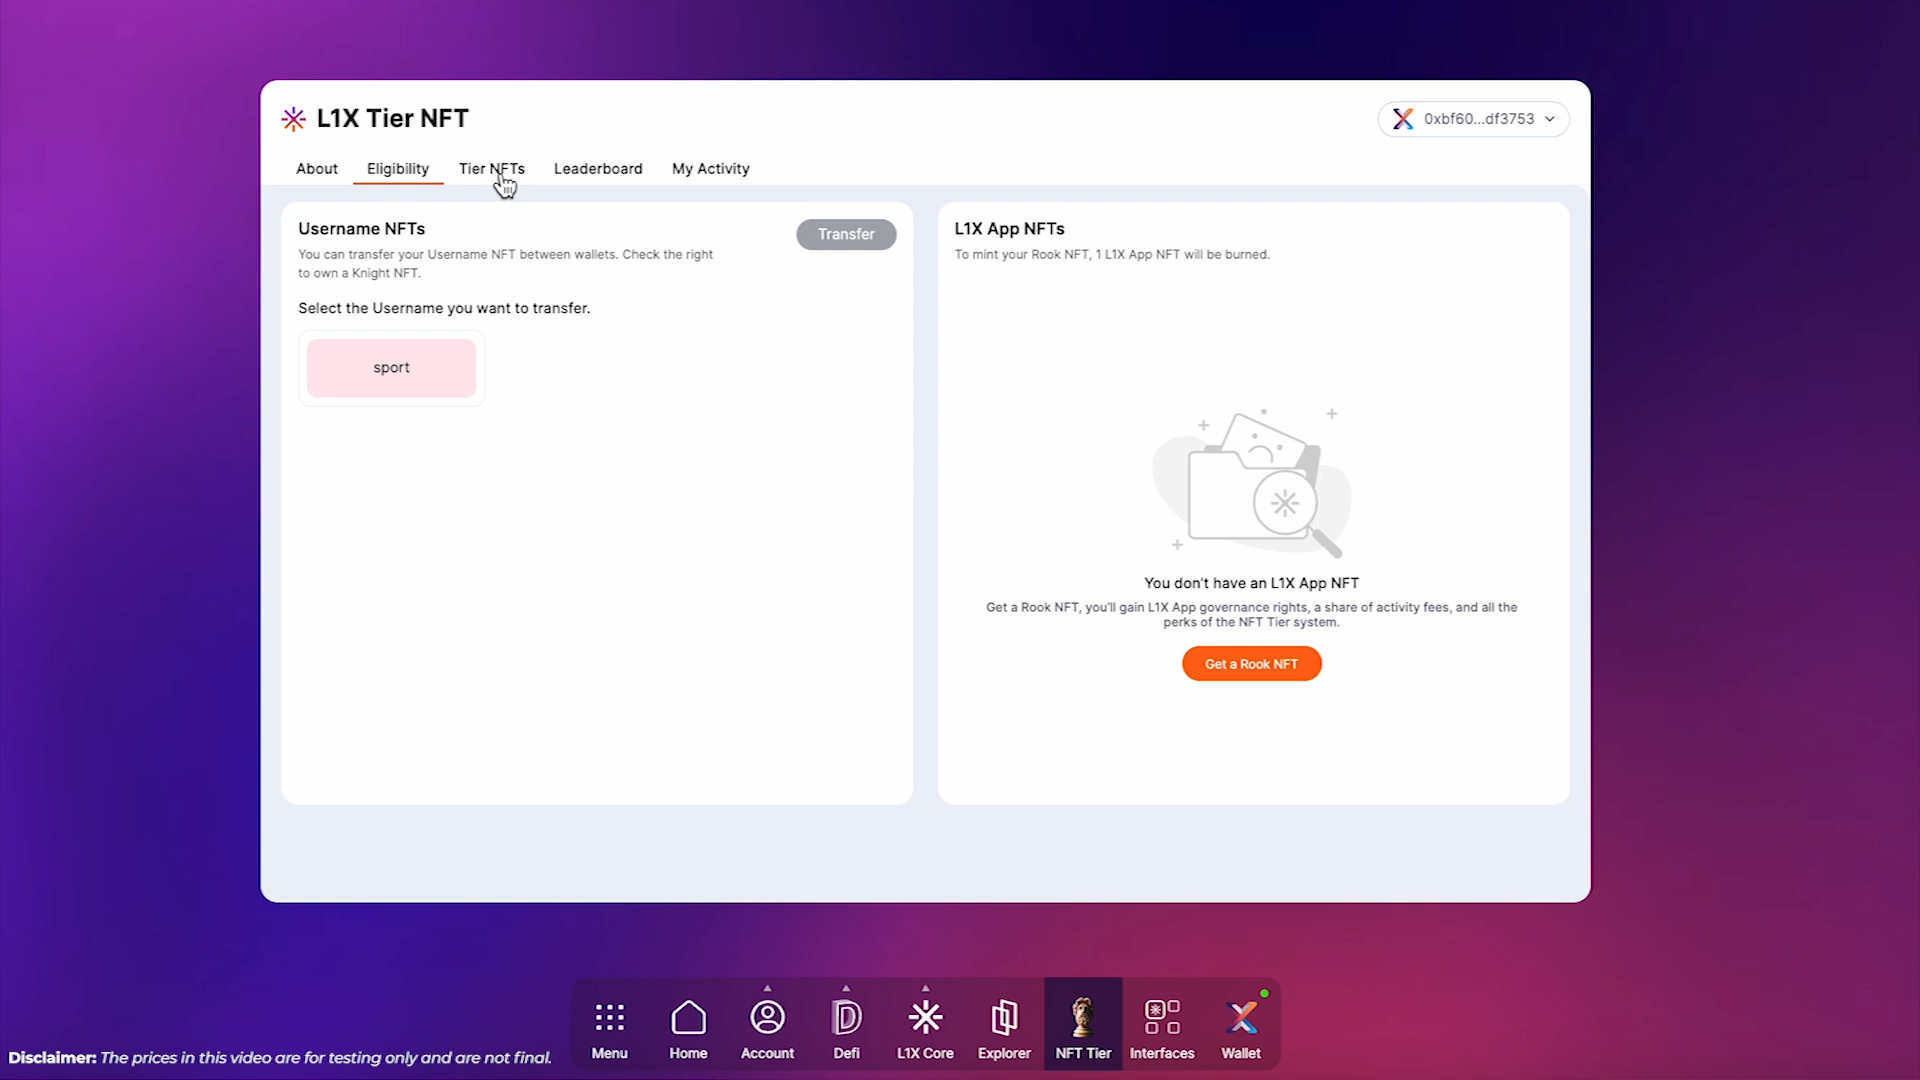 L1X Tier NFT
0xbf60...df3753
About
Eligibility
Tier NFTs
Leaderboard
My Activity
Username NFTs
Transfer
You can transfer your Username NFT between wallets. Check the right
to own a Knight NFT.
Select the Username you want to transfer.
sport
L1X App NFTs
To mint your Rook NFT, 1 L1X App NFT will be burned.
You don't have an L1X App NFT
Get a Rook NFT, you'll gain L1X App governance rights, a share of activity fees, and all the
perks of the NFT Tier system.
Get a Rook NFT
Menu
Home
Account
Defi
L1X Core
Explorer
NFT Tier
Interfaces
Wallet
Disclaimer: The prices in this video are for testing only and are not final.